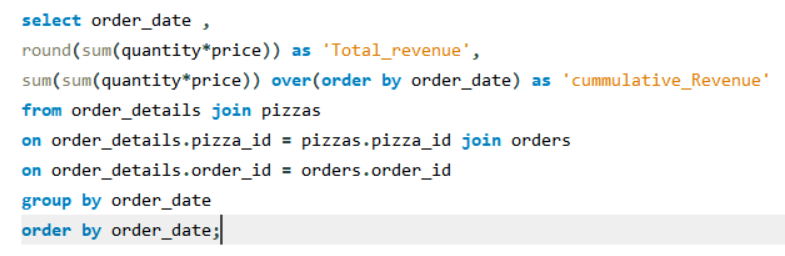 select order_date ,
round(sum(quantity*price)) as 'Total_revenue',
sum(sum(quantity*price)) over(order by order_date) as 'cummulative_Revenue'
from order_details join pizzas
on order_details.pizza_id = pizzas.pizza_id join orders
on order_details.order_id = orders.order_id
group by order_date
order by order_date;